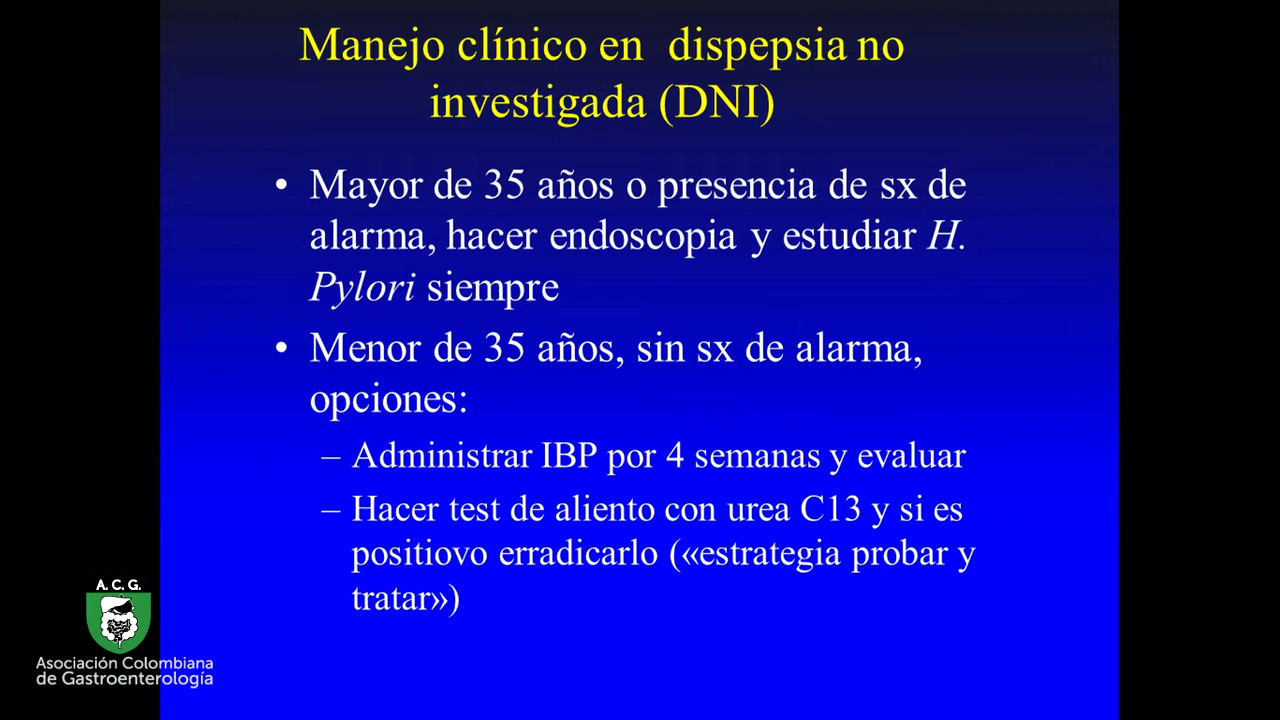 Manejo clínico en dispepsia no
investigada (DNI)
• Mayor de 35 años o presencia de sx de
alarma, hacer endoscopia y estudiar H.
Pylori siempre
• Menor de 35 años, sin sx de alarma,
opciones:
– Administrar IBP por 4 semanas y evaluar
– Hacer test de aliento con urea C13 y si es
positiovo erradicarlo («estrategia probar y
tratar»)
A. C. G.
Asociación Colombiana
de Gastroenterología